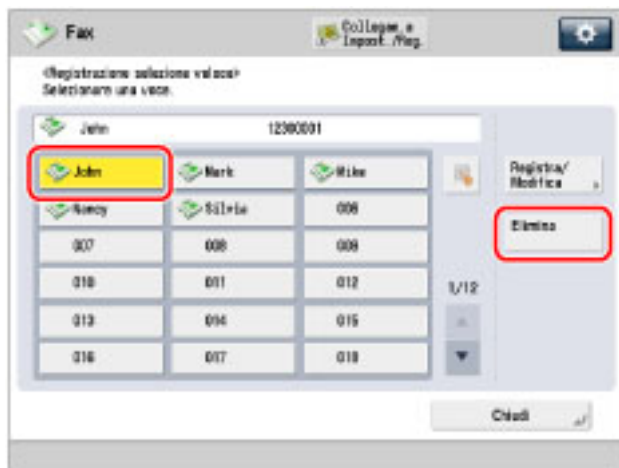 Fax
Collegam. a
Impost./Reg.
<Registrazione selezione veloce>
Selezionare una voce.
John 12300001
John Mark Mike
Nancy Silvia 006
007 008 009
010 011 012
013 014 015
016 017 018
Registra/
Modifica
Elimina
1/12
Chiudi